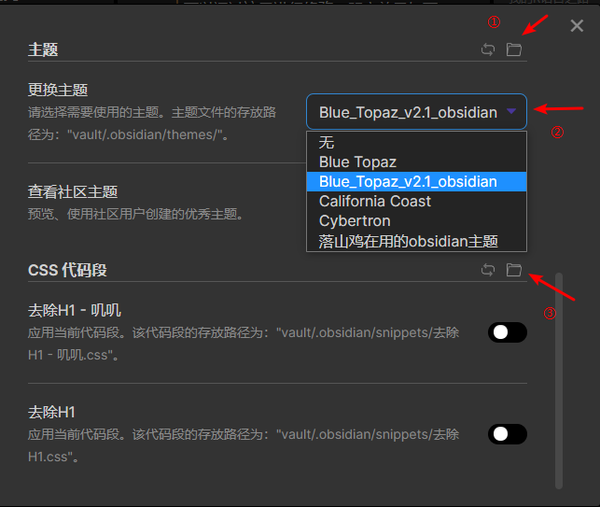 ①
主题
更换主题
请选择需要使用的主题。主题文件的存放路
径为："vault/.obsidian/themes/"。
Blue_Topaz_v2.1_obsidian
②
无
Blue Topaz
Blue_Topaz_v2.1_obsidian
California Coast
Cybertron
落山鸡在用的obsidian主题
查看社区主题
预览、使用社区用户创建的优秀主题。
CSS 代码段
③
去除H1 - 叽叽
应用当前代码段。该代码段的存放路径为："vault/.obsidian/snippets/去除
H1 - 叽叽.css"。
去除H1
应用当前代码段。该代码段的存放路径为："vault/.obsidian/snippets/去除
H1.css"。